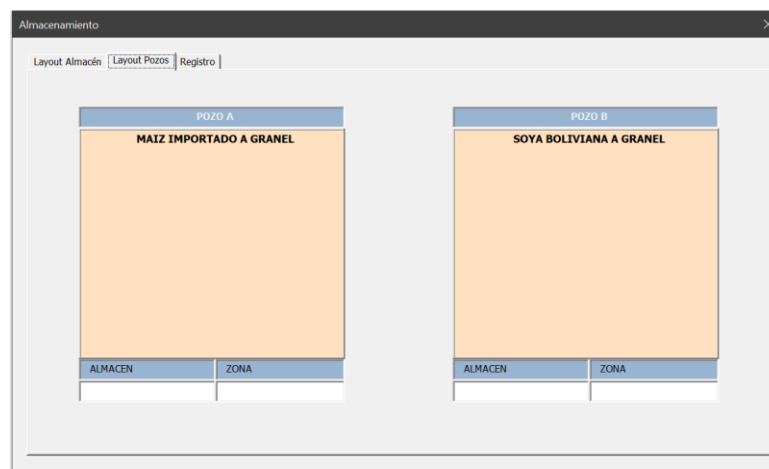 Almacenamiento
Layout Almacén Layout Pozos Registro
POZO A
MAIZ IMPORTADO A GRANEL
ALMACEN ZONA
POZO B
SOYA BOLIVIANA A GRANEL
ALMACEN ZONA